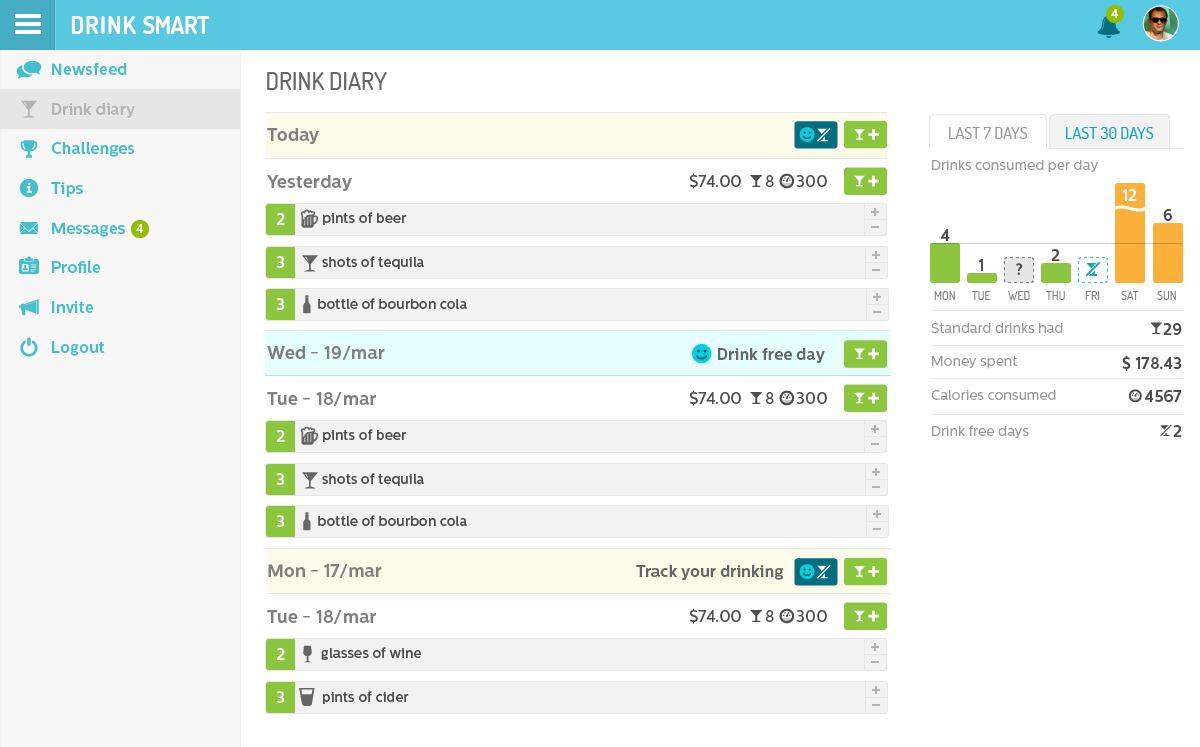 DRINK SMART
4
Newsfeed
Drink diary
Challenges
Tips
Messages 4
Profile
Invite
Logout
DRINK DIARY
Today
+
Yesterday
$74.00 8 300 +
2 pints of beer + −
3 shots of tequila + −
3 bottle of bourbon cola + −
Wed - 19/mar
Drink free day +
Tue - 18/mar
$74.00 8 300 +
2 pints of beer + −
3 shots of tequila + −
3 bottle of bourbon cola + −
Mon - 17/mar
Track your drinking +
Tue - 18/mar
$74.00 8 300 +
2 glasses of wine + −
3 pints of cider + −
LAST 7 DAYS LAST 30 DAYS
Drinks consumed per day
4 1 ? 2 12 6
MON TUE WED THU FRI SAT SUN
Standard drinks had 29
Money spent $ 178.43
Calories consumed 4567
Drink free days 2